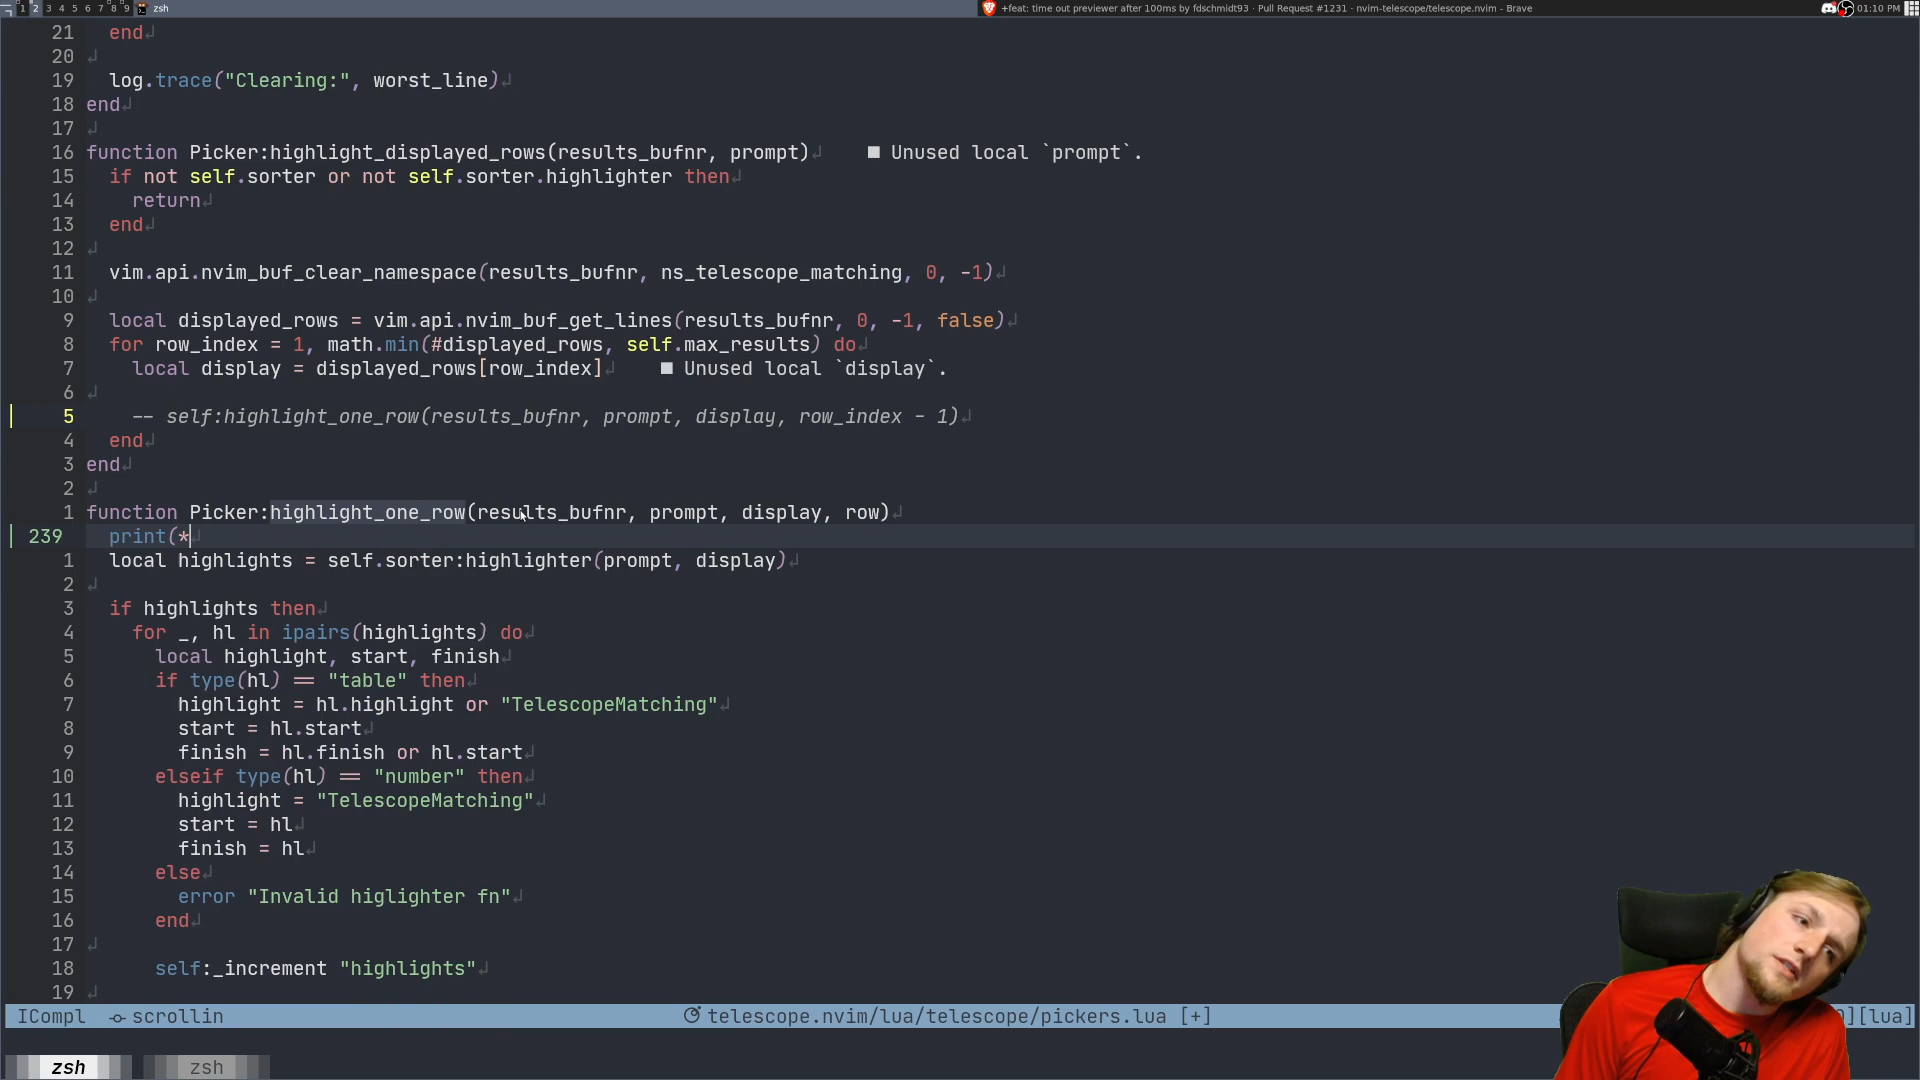 1 2 3 4 5 6 7 8 9 zsh +feat: time out previewer after 100ms by fdschmidt93 · Pull Request #1231 · nvim-telescope/telescope.nvim - Brave 01:10 PM
21 end↲
20 ↲
19 log.trace("Clearing:", worst_line)↲
18 end↲
17 ↲
16 function Picker:highlight_displayed_rows(results_bufnr, prompt)↲ ■ Unused local `prompt`.
15 if not self.sorter or not self.sorter.highlighter then↲
14 return↲
13 end↲
12 ↲
11 vim.api.nvim_buf_clear_namespace(results_bufnr, ns_telescope_matching, 0, -1)↲
10 ↲
9 local displayed_rows = vim.api.nvim_buf_get_lines(results_bufnr, 0, -1, false)↲
8 for row_index = 1, math.min(#displayed_rows, self.max_results) do↲
7 local display = displayed_rows[row_index]↲ ■ Unused local `display`.
6 ↲
5 -- self:highlight_one_row(results_bufnr, prompt, display, row_index - 1)↲
4 end↲
3 end↲
2 ↲
1 function Picker:highlight_one_row(results_bufnr, prompt, display, row)↲
239 print(*↲
1 local highlights = self.sorter:highlighter(prompt, display)↲
2 ↲
3 if highlights then↲
4 for _, hl in ipairs(highlights) do↲
5 local highlight, start, finish↲
6 if type(hl) == "table" then↲
7 highlight = hl.highlight or "TelescopeMatching"↲
8 start = hl.start↲
9 finish = hl.finish or hl.start↲
10 elseif type(hl) == "number" then↲
11 highlight = "TelescopeMatching"↲
12 start = hl↲
13 finish = hl↲
14 else↲
15 error "Invalid higlighter fn"↲
16 end↲
17 ↲
18 self:_increment "highlights"↲
19 ↲
ICompl scrollin telescope.nvim/lua/telescope/pickers.lua [+] ][lua]
zsh zsh